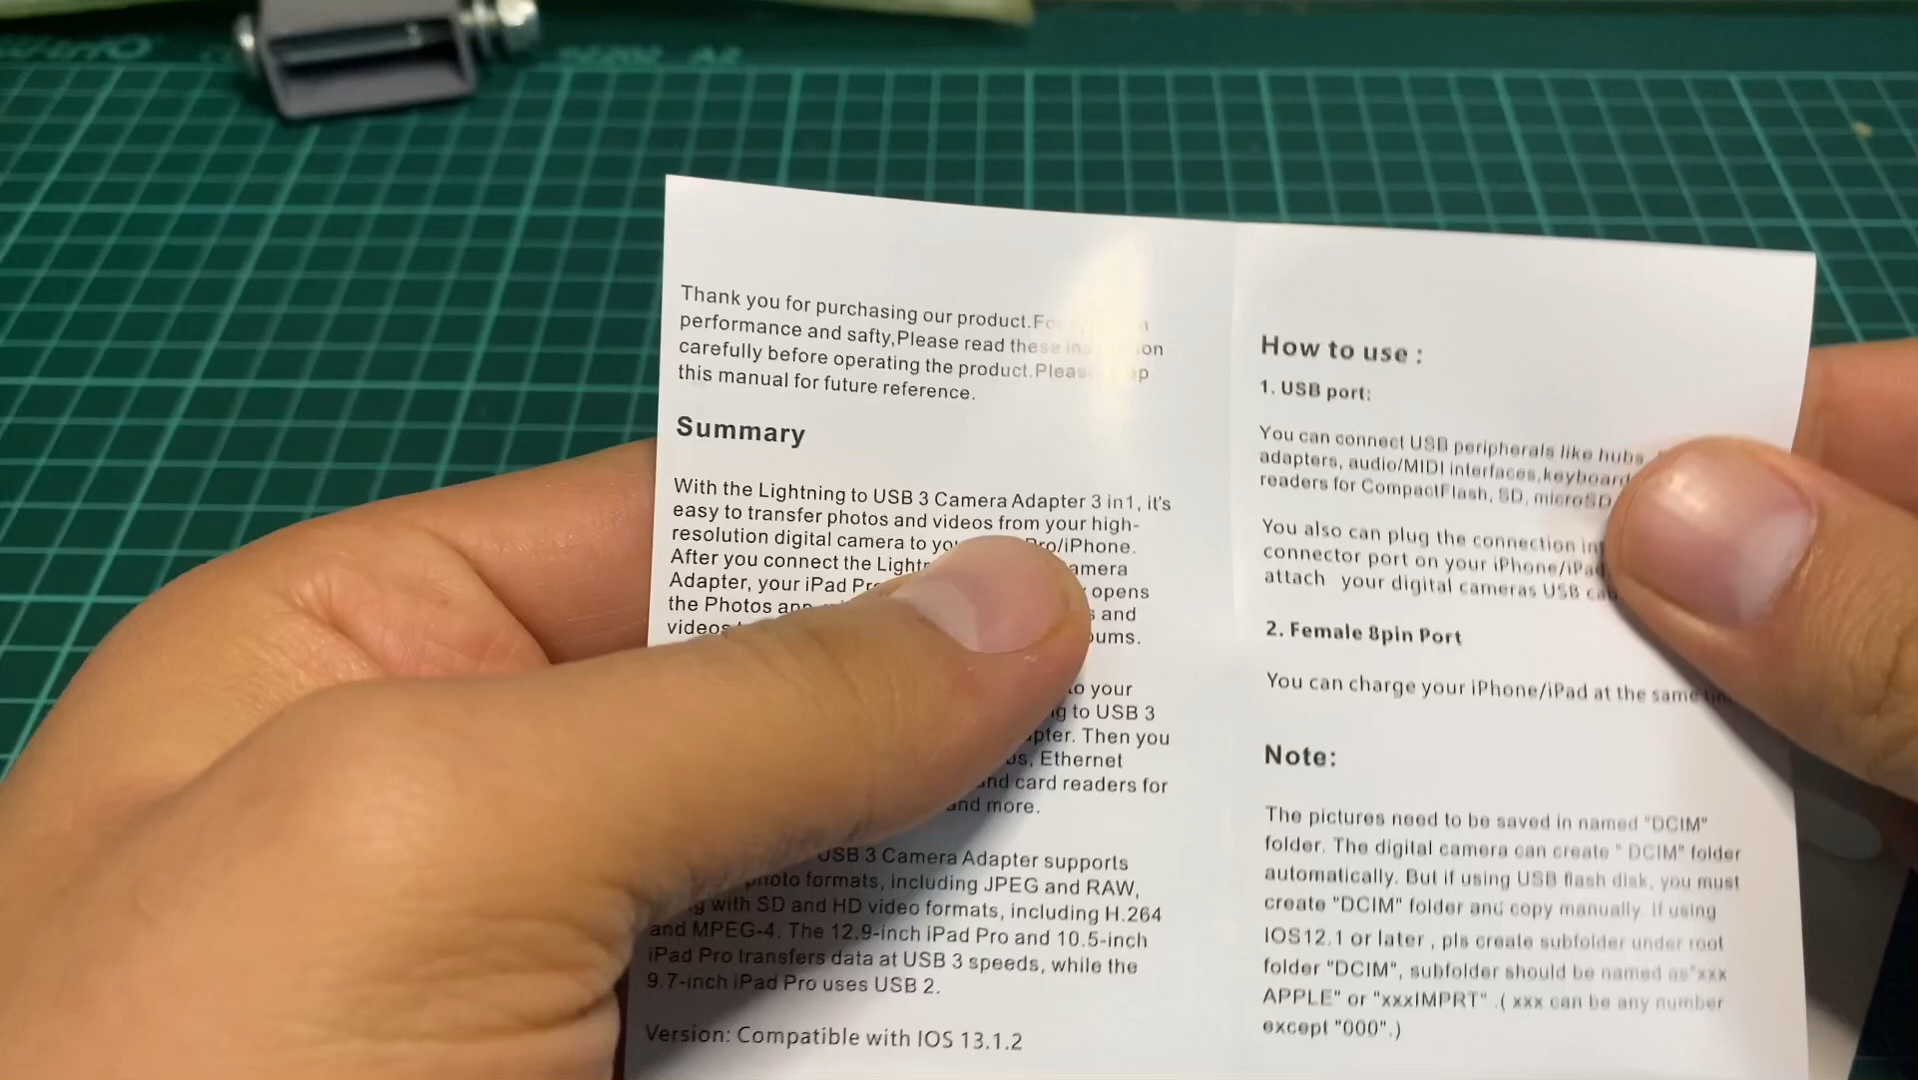 A2
Thank you for purchasing our product.
performance and safty,Please read these on
carefully before operating the product.Please
this manual for future reference.
Summary
With the Lightning to USB 3 Camera Adapter 3 in1, it's
easy to transfer photos and videos from your high-
resolution digital camera to Pro/iPhone.
After you connect the
Adapter, your iPad opens
the Photos and
videos
to your
to USB 3
Then you
Ethernet
card readers for
and more.
USB 3 Camera Adapter supports
photo formats, including JPEG and RAW,
with SD and HD video formats, including H.264
and MPEG-4. The 12.9-inch iPad Pro and 10.5-inch
iPad Pro transfers data at USB 3 speeds, while the
9.7-inch iPad Pro uses USB 2.
Version: Compatible with IOS 13.1.2
How to use :
1. USB port:
You can connect USB peripherals like hubs
adapters, audio/MIDI interfaces,keyboard
readers for CompactFlash, SD, microSD
You also can plug the connection
connector port on your iPhone/iPad
attach your digital cameras USB
2. Female 8pin Port
You can charge your iPhone/iPad at the same
Note:
The pictures need to be saved in named "DCIM"
folder. The digital camera can create " DCIM" folder
automatically. But if using USB flash disk, you must
create "DCIM" folder and copy manually. if using
IOS12.1 or later , pls create subfolder under root
folder "DCIM", subfolder should be named as"xxx
APPLE" or "xxxIMPRT" .( xxx can be any number
except "000".)